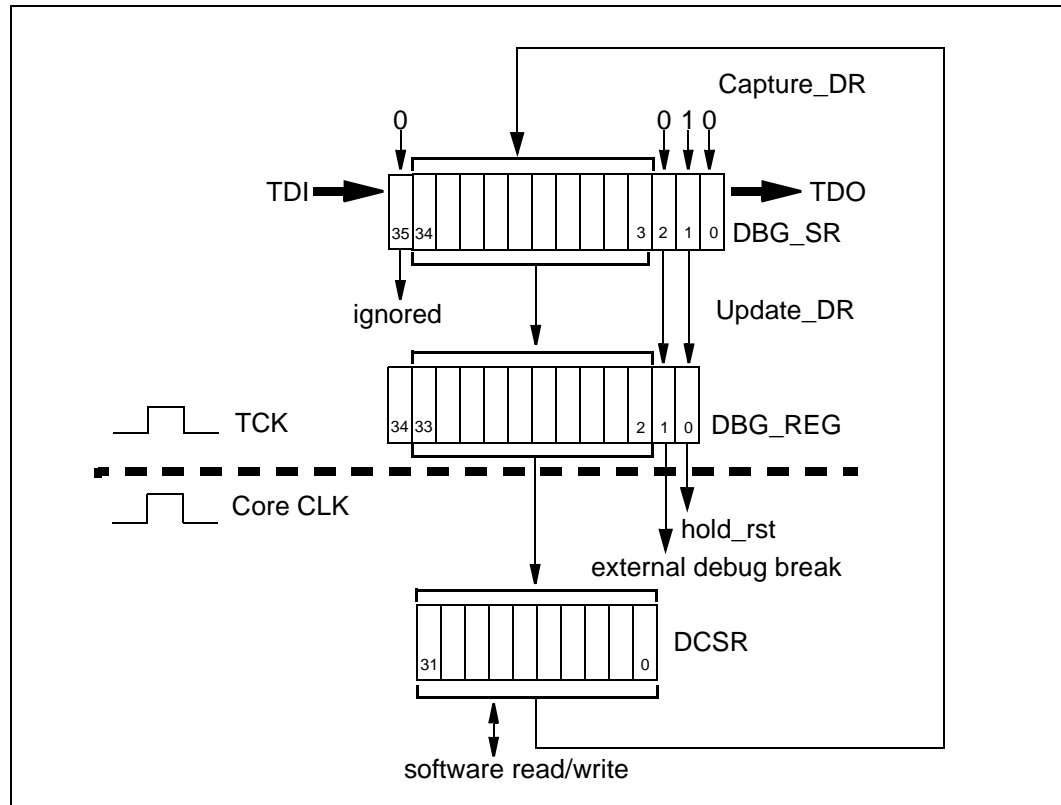 Capture_DR
0 0 1 0
TDI TDO
35 34 3 2 1 0 DBG_SR
ignored Update_DR
34 33 2 1 0 DBG_REG
TCK
Core CLK
hold_rst
external debug break
DCSR
31 0
software read/write